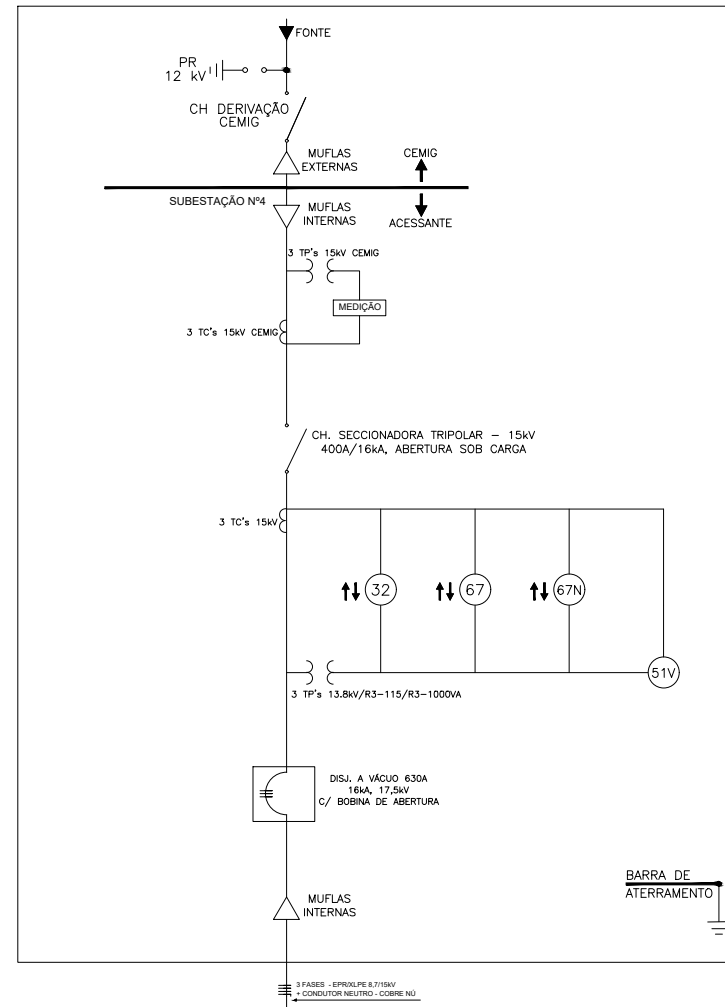 FONTE
PR
12 kV
CH DERIVAÇÃO
CEMIG
MUFLAS
EXTERNAS
CEMIG
SUBESTAÇÃO Nº4
MUFLAS
INTERNAS
ACESSANTE
3 TP's 15kV CEMIG
MEDIÇÃO
3 TC's 15kV CEMIG
CH. SECCIONADORA TRIPOLAR – 15kV
400A/16kA, ABERTURA SOB CARGA
3 TC's 15kV
32
67
67N
51V
3 TP's 13.8kV/R3-115/R3-1000VA
DISJ. A VÁCUO 630A
16kA, 17,5kV
C/ BOBINA DE ABERTURA
BARRA DE
ATERRAMENTO
MUFLAS
INTERNAS
3 FASES - EPR/XLPE 8,7/15kV
+ CONDUTOR NEUTRO - COBRE NÚ